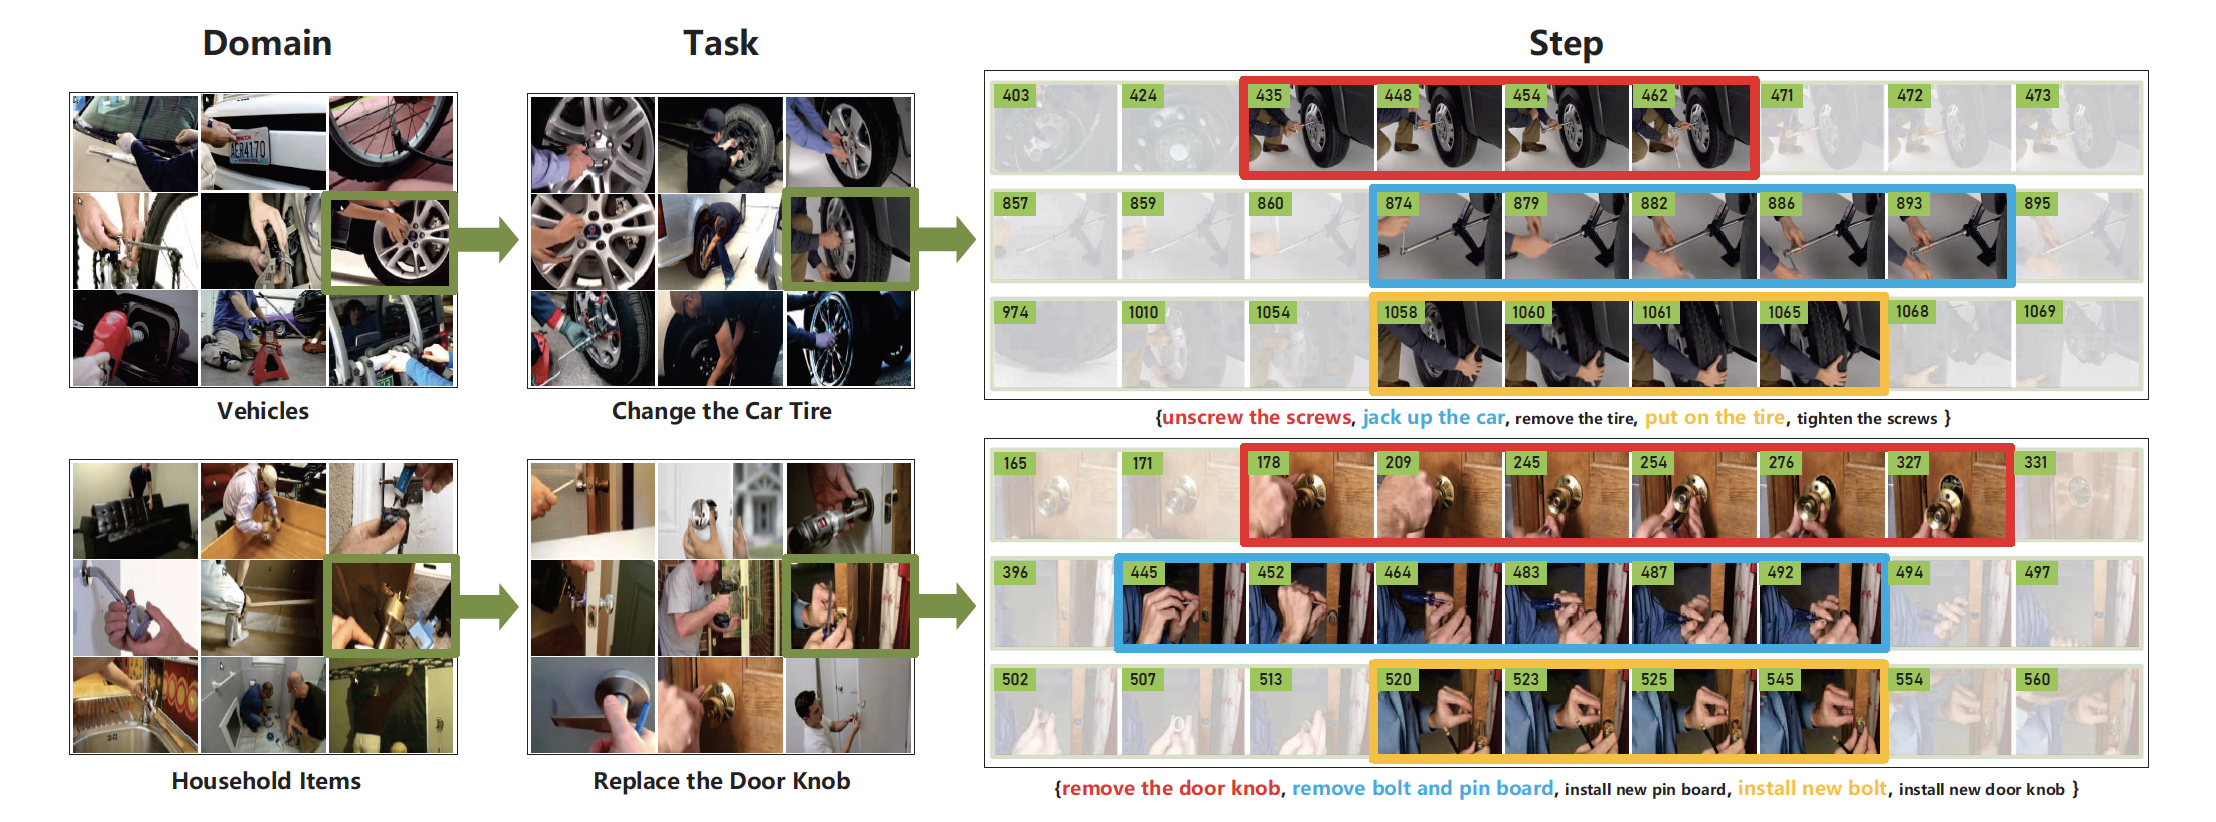 Domain
Task
Step
AER4170
403 424 435 448 454 462 471 472 473
857 859 860 874 879 882 886 893 895
974 1010 1054 1058 1060 1061 1065 1068 1069
Vehicles
Change the Car Tire
{unscrew the screws, jack up the car, remove the tire, put on the tire, tighten the screws }
165 171 178 209 245 254 276 327 331
396 445 452 464 483 487 492 494 497
502 507 513 520 523 525 545 554 560
Household Items
Replace the Door Knob
{remove the door knob, remove bolt and pin board, install new pin board, install new bolt, install new door knob }